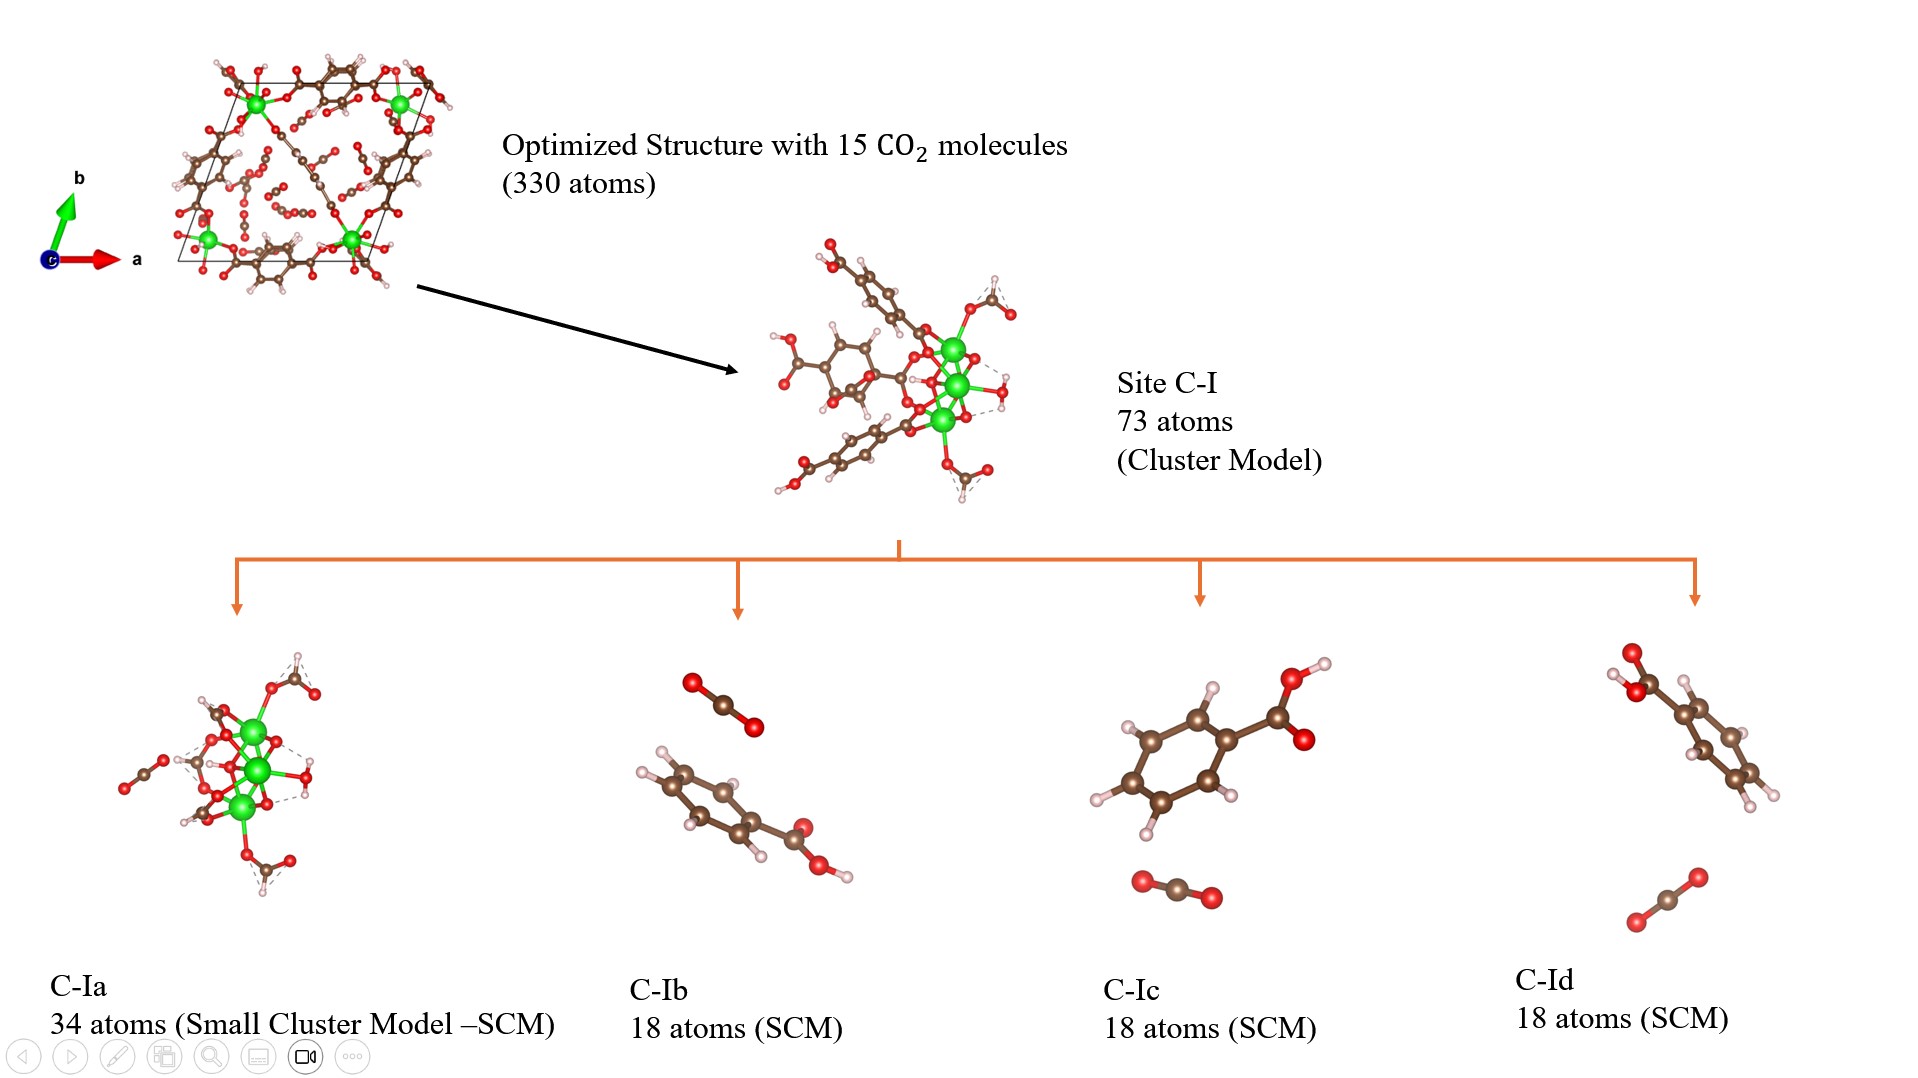 Optimized Structure with 15 CO₂ molecules
(330 atoms)
b
c
a
Site C-I
73 atoms
(Cluster Model)
C-Ia
34 atoms (Small Cluster Model –SCM)
C-Ib
18 atoms (SCM)
C-Ic
18 atoms (SCM)
C-Id
18 atoms (SCM)